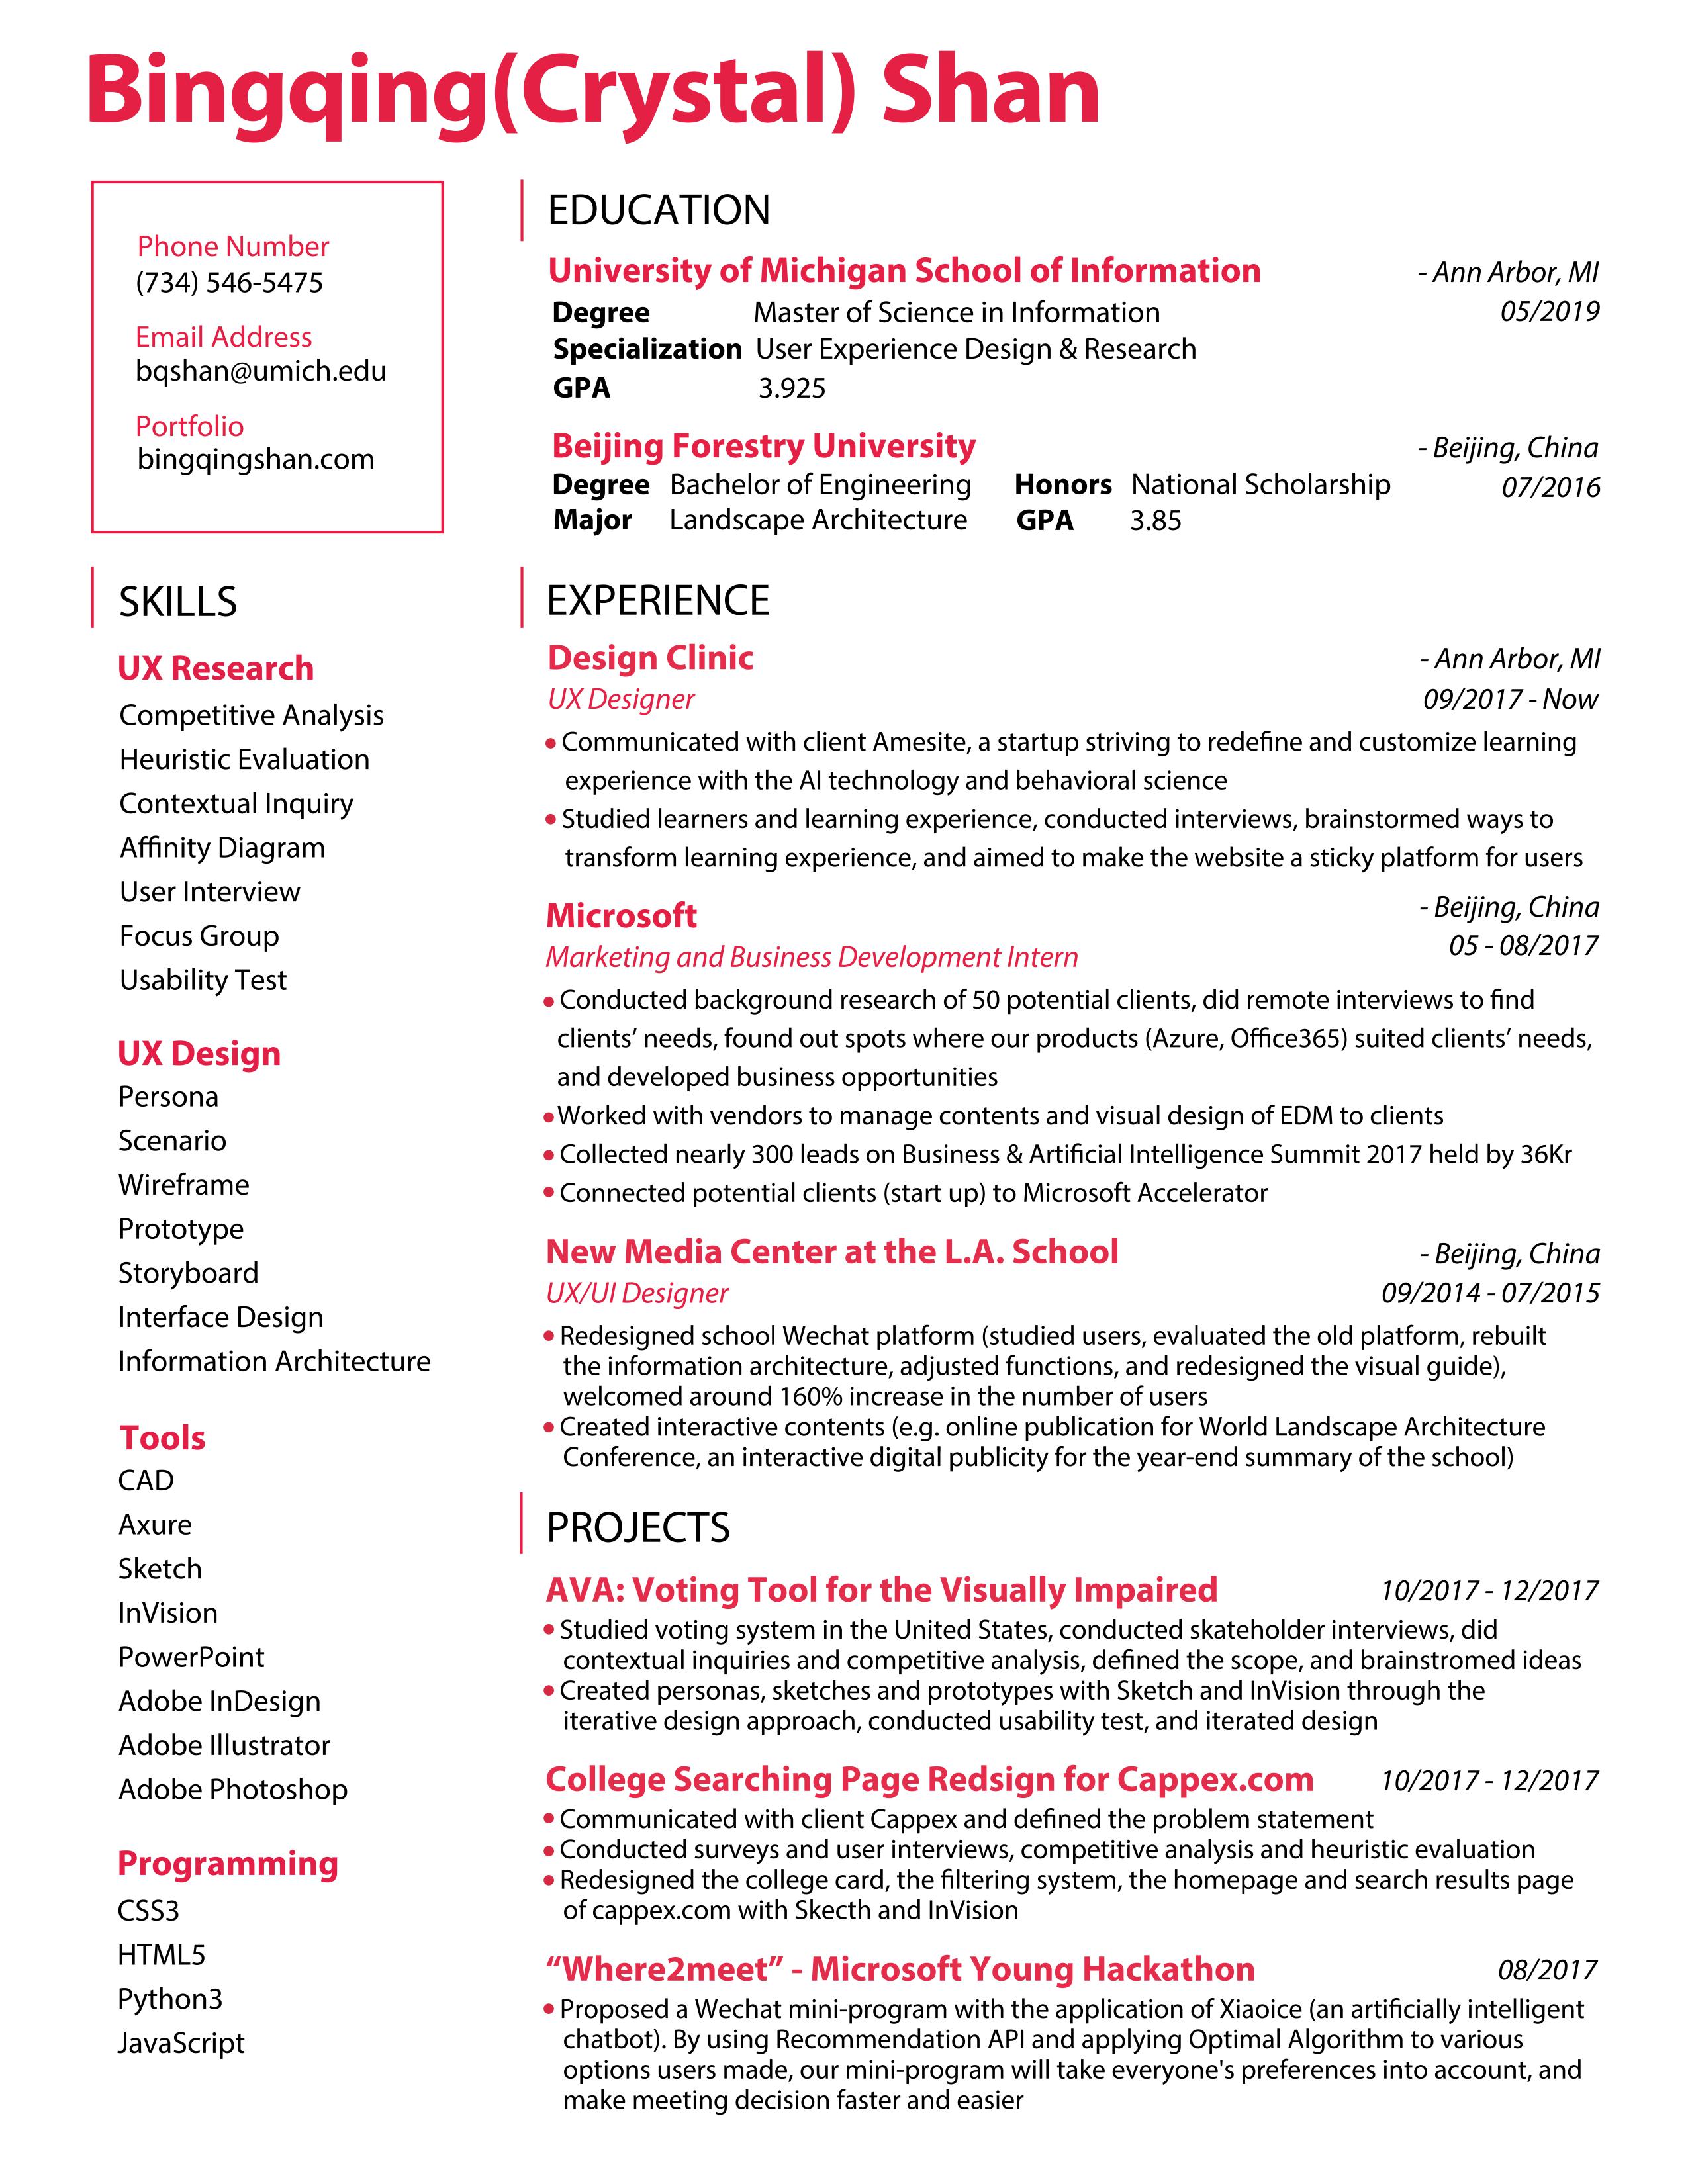 Bingqing(Crystal) Shan
Phone Number
(734) 546-5475
Email Address
bqshan@umich.edu
Portfolio
bingqingshan.com
SKILLS
UX Research
Competitive Analysis
Heuristic Evaluation
Contextual Inquiry
Affinity Diagram
User Interview
Focus Group
Usability Test
UX Design
Persona
Scenario
Wireframe
Prototype
Storyboard
Interface Design
Information Architecture
Tools
CAD
Axure
Sketch
InVision
PowerPoint
Adobe InDesign
Adobe Illustrator
Adobe Photoshop
Programming
CSS3
HTML5
Python3
JavaScript
EDUCATION
University of Michigan School of Information - Ann Arbor, MI
Degree Master of Science in Information 05/2019
Specialization User Experience Design & Research
GPA 3.925
Beijing Forestry University - Beijing, China
Degree Bachelor of Engineering Honors National Scholarship 07/2016
Major Landscape Architecture GPA 3.85
EXPERIENCE
Design Clinic - Ann Arbor, MI
UX Designer 09/2017 - Now
• Communicated with client Amesite, a startup striving to redefine and customize learning
experience with the AI technology and behavioral science
• Studied learners and learning experience, conducted interviews, brainstormed ways to
transform learning experience, and aimed to make the website a sticky platform for users
Microsoft - Beijing, China
Marketing and Business Development Intern 05 - 08/2017
• Conducted background research of 50 potential clients, did remote interviews to find
clients’ needs, found out spots where our products (Azure, Office365) suited clients’ needs,
and developed business opportunities
• Worked with vendors to manage contents and visual design of EDM to clients
• Collected nearly 300 leads on Business & Artificial Intelligence Summit 2017 held by 36Kr
• Connected potential clients (start up) to Microsoft Accelerator
New Media Center at the L.A. School - Beijing, China
UX/UI Designer 09/2014 - 07/2015
• Redesigned school Wechat platform (studied users, evaluated the old platform, rebuilt
the information architecture, adjusted functions, and redesigned the visual guide),
welcomed around 160% increase in the number of users
• Created interactive contents (e.g. online publication for World Landscape Architecture
Conference, an interactive digital publicity for the year-end summary of the school)
PROJECTS
AVA: Voting Tool for the Visually Impaired 10/2017 - 12/2017
• Studied voting system in the United States, conducted skateholder interviews, did
contextual inquiries and competitive analysis, defined the scope, and brainstromed ideas
• Created personas, sketches and prototypes with Sketch and InVision through the
iterative design approach, conducted usability test, and iterated design
College Searching Page Redsign for Cappex.com 10/2017 - 12/2017
• Communicated with client Cappex and defined the problem statement
• Conducted surveys and user interviews, competitive analysis and heuristic evaluation
• Redesigned the college card, the filtering system, the homepage and search results page
of cappex.com with Skecth and InVision
“Where2meet” - Microsoft Young Hackathon 08/2017
• Proposed a Wechat mini-program with the application of Xiaoice (an artificially intelligent
chatbot). By using Recommendation API and applying Optimal Algorithm to various
options users made, our mini-program will take everyone's preferences into account, and
make meeting decision faster and easier